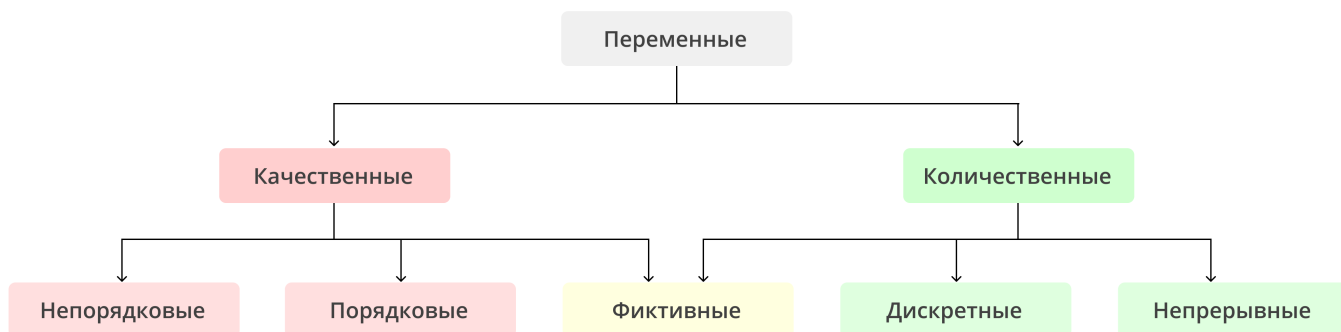 Переменные
Качественные
Количественные
Непорядковые
Порядковые
Фиктивные
Дискретные
Непрерывные